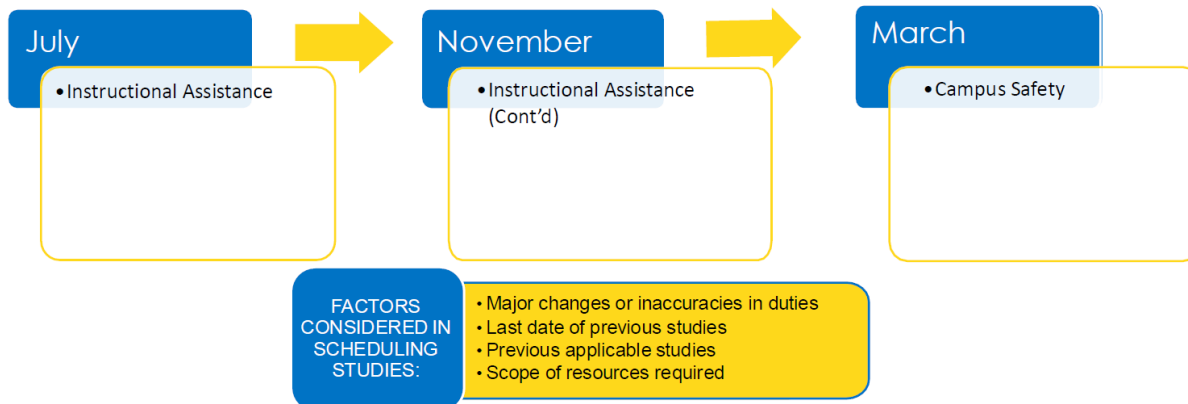 July
•Instructional Assistance
November
•Instructional Assistance
(Cont'd)
March
•Campus Safety
FACTORS
CONSIDERED IN
SCHEDULING
STUDIES:
• Major changes or inaccuracies in duties
• Last date of previous studies
• Previous applicable studies
• Scope of resources required